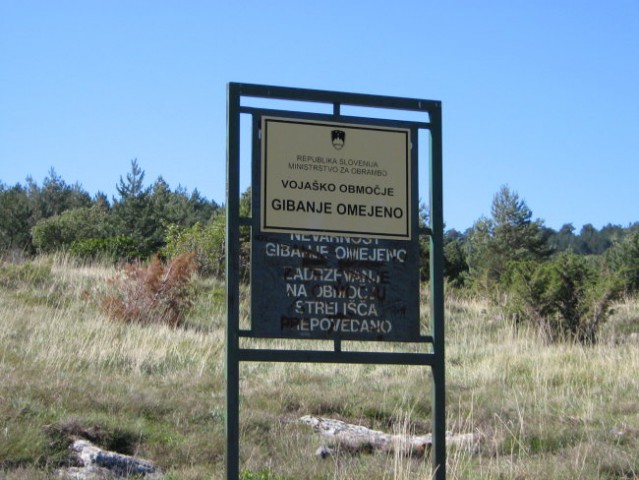 REPUBLIKA SLOVENIJA
MINISTRSTVO ZA OBRAMBO
VOJAŠKO OBMOČJE
GIBANJE OMEJENO
NEVARNOST
GIBANJE OMEJENO
ZADRŽEVANJE
NA OBMOČJU
STRELIŠČA
PREPOVEDANO